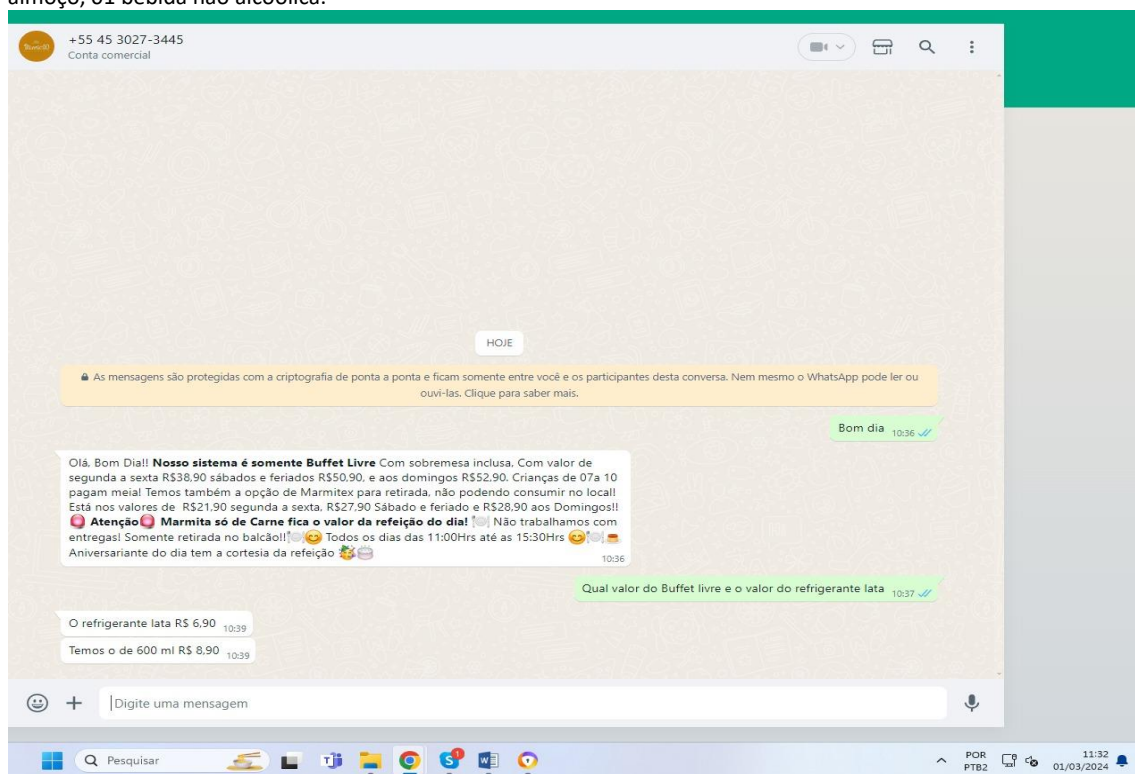 almoço, 01 bebida não alcoólica.
+55 45 3027-3445
Conta comercial
HOJE
As mensagens são protegidas com a criptografia de ponta a ponta e ficam somente entre você e os participantes desta conversa. Nem mesmo o WhatsApp pode ler ou
ouvi-las. Clique para saber mais.
Bom dia 10:36
Olá, Bom Dia!! Nosso sistema é somente Buffet Livre Com sobremesa inclusa, Com valor de
segunda a sexta R$38,90 sábados e feriados R$50,90, e aos domingos R$52,90. Crianças de 07a 10
pagam meia! Temos também a opção de Marmitex para retirada, não podendo consumir no local!
Está nos valores de R$21,90 segunda a sexta, R$27,90 Sábado e feriado e R$28,90 aos Domingos!!
Atenção Marmita só de Carne fica o valor da refeição do dia! Não trabalhamos com
entregas! Somente retirada no balcão!! Todos os dias das 11:00Hrs até as 15:30Hrs
Aniversariante do dia tem a cortesia da refeição
10:36
Qual valor do Buffet livre e o valor do refrigerante lata 10:37
O refrigerante lata R$ 6,90 10:39
Temos o de 600 ml R$ 8,90 10:39
Digite uma mensagem
Pesquisar
POR 11:32
PTB2 01/03/2024